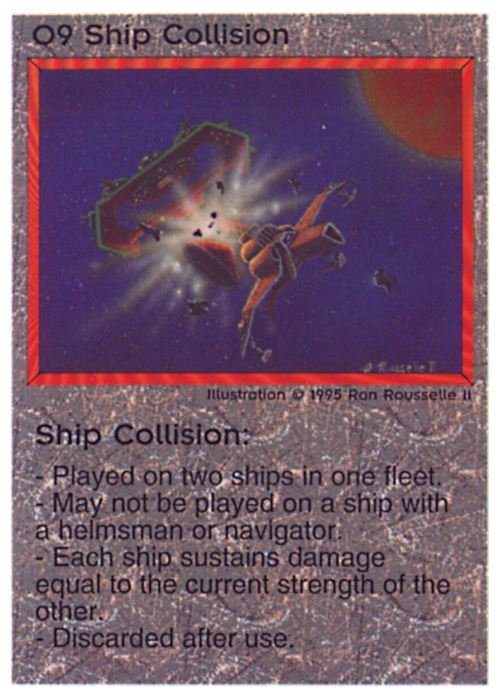 O9 Ship Collision
R Rousselle II
Illustration © 1995 Ron Rousselle II
Ship Collision:
- Played on two ships in one fleet.
- May not be played on a ship with
a helmsman or navigator.
- Each ship sustains damage
equal to the current strength of the
other.
- Discarded after use.